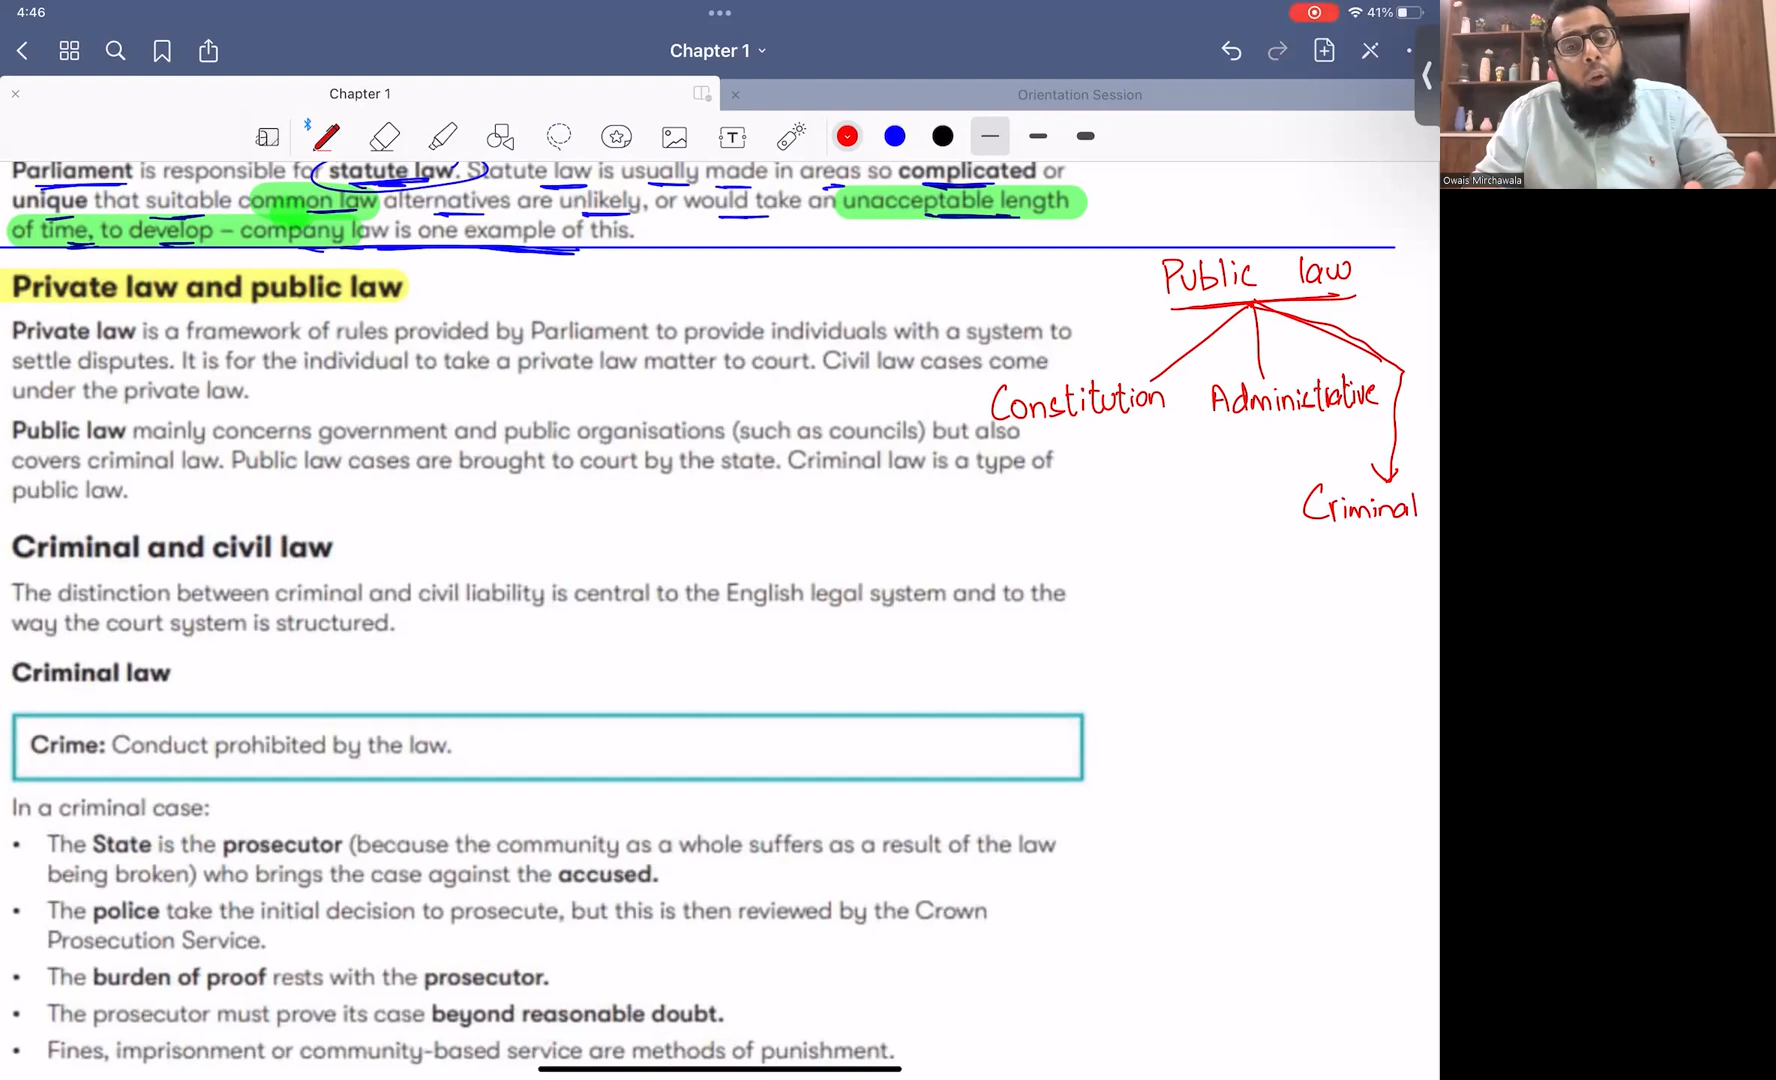 4:46
41%
Chapter 1
Chapter 1
Orientation Session
T
Owais Mirchawala
Parliament is responsible for statute law. Statute law is usually made in areas so complicated or
unique that suitable common law alternatives are unlikely, or would take an unacceptable length
of time, to develop – company law is one example of this.
Private law and public law
Private law is a framework of rules provided by Parliament to provide individuals with a system to
settle disputes. It is for the individual to take a private law matter to court. Civil law cases come
under the private law.
Public law mainly concerns government and public organisations (such as councils) but also
covers criminal law. Public law cases are brought to court by the state. Criminal law is a type of
public law.
Public law
Constitution Administrative
Criminal
Criminal and civil law
The distinction between criminal and civil liability is central to the English legal system and to the
way the court system is structured.
Criminal law
Crime: Conduct prohibited by the law.
In a criminal case:
• The State is the prosecutor (because the community as a whole suffers as a result of the law
being broken) who brings the case against the accused.
• The police take the initial decision to prosecute, but this is then reviewed by the Crown
Prosecution Service.
• The burden of proof rests with the prosecutor.
• The prosecutor must prove its case beyond reasonable doubt.
• Fines, imprisonment or community-based service are methods of punishment.